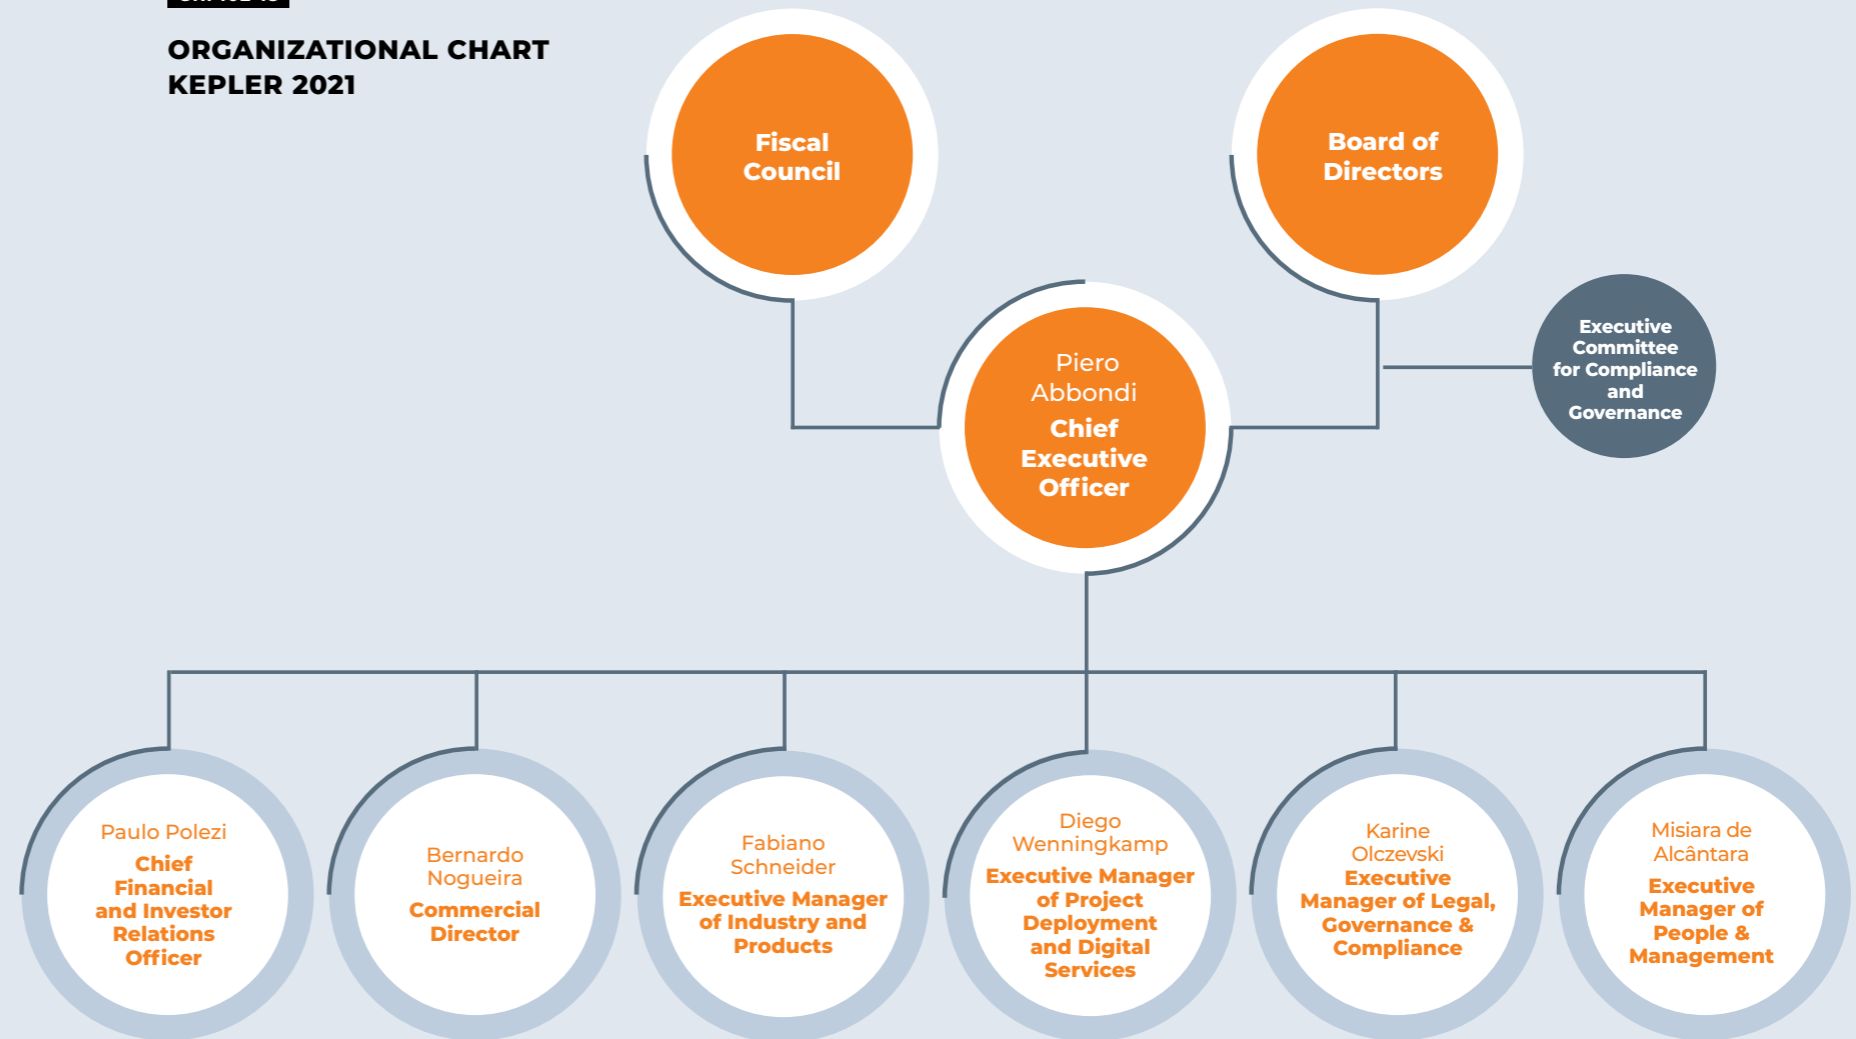 ORGANIZATIONAL CHART
KEPLER 2021
Fiscal
Council
Board of
Directors
Executive
Committee
for Compliance
and
Governance
Piero
Abbondi
Chief
Executive
Officer
Paulo Polezi
Chief
Financial
and Investor
Relations
Officer
Bernardo
Nogueira
Commercial
Director
Fabiano
Schneider
Executive Manager
of Industry and
Products
Diego
Wenningkamp
Executive Manager
of Project
Deployment
and Digital
Services
Karine
Olczevski
Executive
Manager of Legal,
Governance &
Compliance
Misiara de
Alcântara
Executive
Manager of
People &
Management